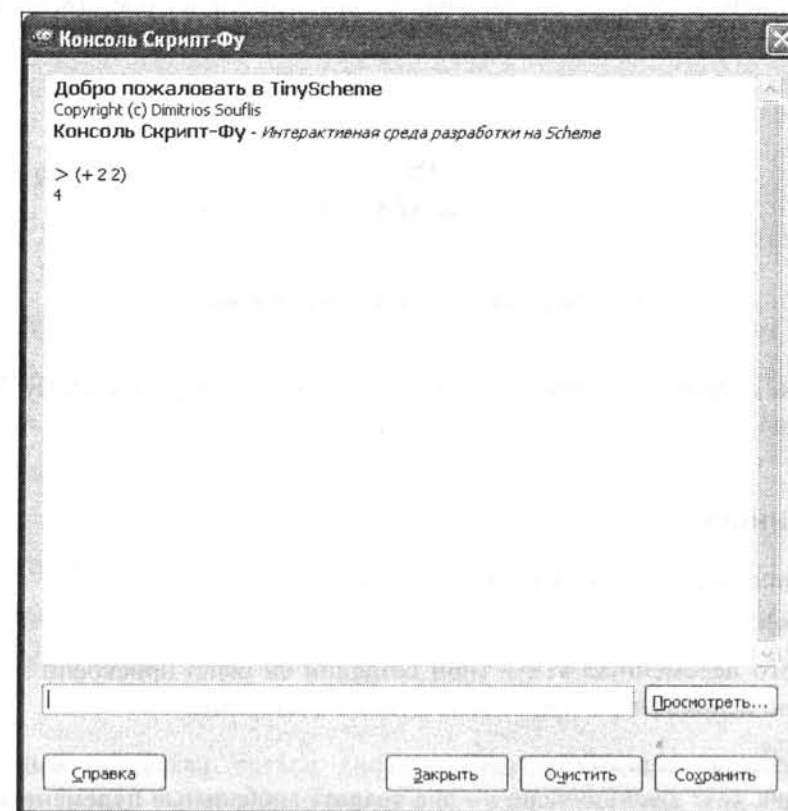 Консоль Скрипт-Фу
Добро пожаловать в TinyScheme
Copyright (c) Dimitrios Souflis
Консоль Скрипт-Фу - Интерактивная среда разработки на Scheme
> (+ 2 2)
4
Просмотреть...
Справка
Закрыть
Очистить
Сохранить